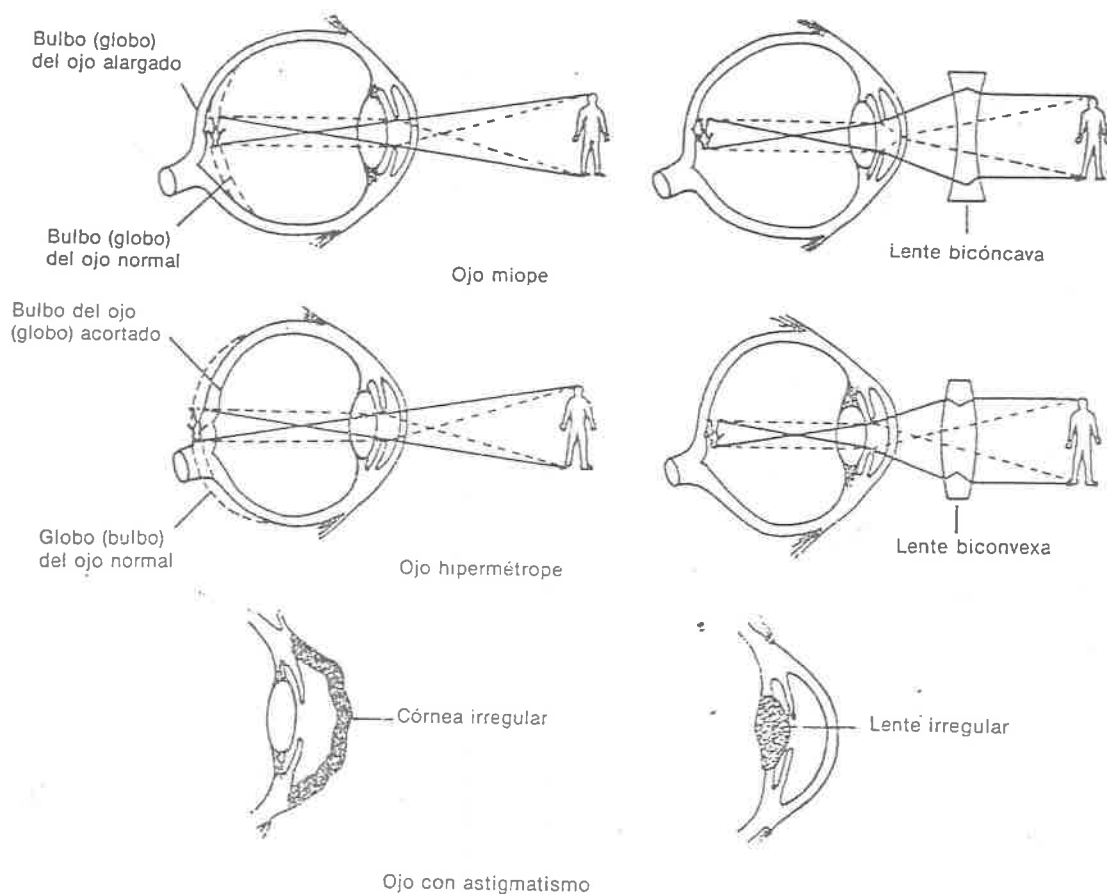 Bulbo (globo)
del ojo alargado
Bulbo (globo)
del ojo normal
Lente bicóncava
Ojo miope
Bulbo del ojo
(globo) acortado
Globo (bulbo)
del ojo normal
Lente biconvexa
Ojo hipermétrope
Córnea irregular
Lente irregular
Ojo con astigmatismo